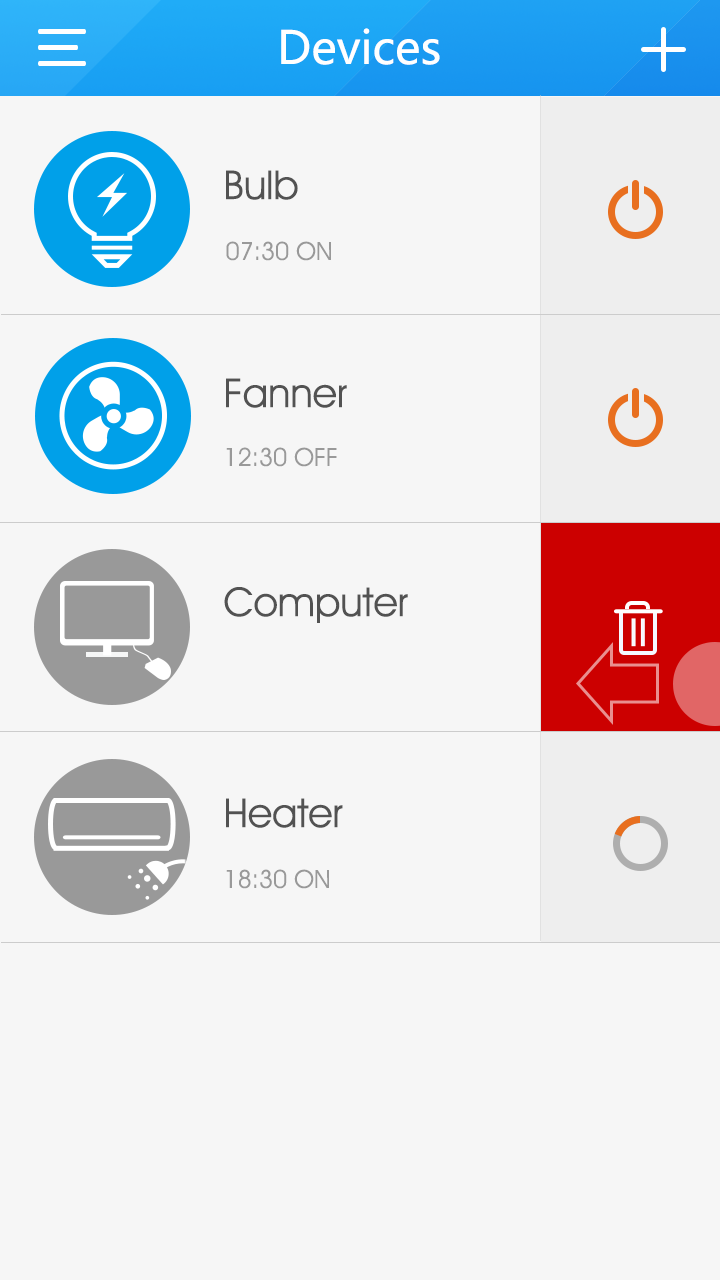 Devices
Bulb
07:30 ON
Fanner
12:30 OFF
Computer
Heater
18:30 ON